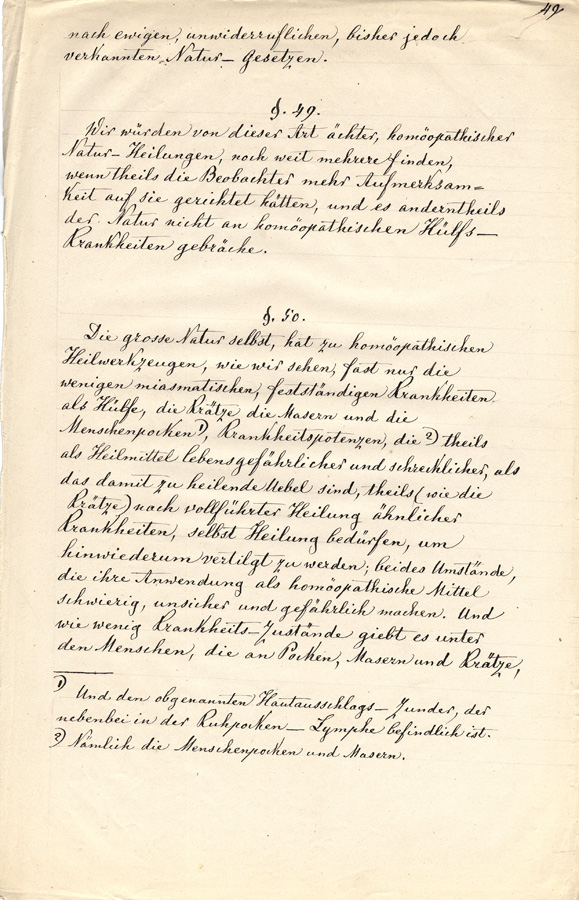 49
nach ewigen, unwiderruflichen, bisher jedoch
verkannten, Natur—Gesetzen.
§. 49.
Wir würden von dieser Art ächter, homöopathischer
Natur—Heilungen, noch weit mehrere finden,
wenn theils die Beobachter mehr Aufmerksam=
keit auf sie gerichtet hätten, und es anderntheils
der Natur nicht an homöopathischen Hülfs—
Krankheiten gebräche.
§. 50.
Die grosse Natur selbst, hat zu homöopathischen
Heilwerkzeugen, wie wir sehen, fast nur die
wenigen miasmatischen, festständigen Krankheiten
als Hülfe, die Krätze die Masern und die
Menschenpocken 1), Krankheitspotenzen, die 2) theils
als Heilmittel lebensgefährlicher und schrecklicher, als
das damit zu heilende Uebel sind, theils (wie die
Krätze) nach vollführter Heilung ähnlicher
Krankheiten, selbst Heilung bedürfen, um
hinwiederum vertilgt zu werden; beides Umstände,
die ihre Anwendung als homöopathische Mittel
schwierig, unsicher und gefährlich machen. Und
wie wenig Krankheits—Zustände giebt es unter
den Menschen, die an Pocken, Masern und Krätze,
1) Und den obgenannten Hautausschlags—Zunder, der
nebenbei in der Kuhpocken—Lymphe befindlich ist.
2) Nämlich die Menschenpocken und Masern.